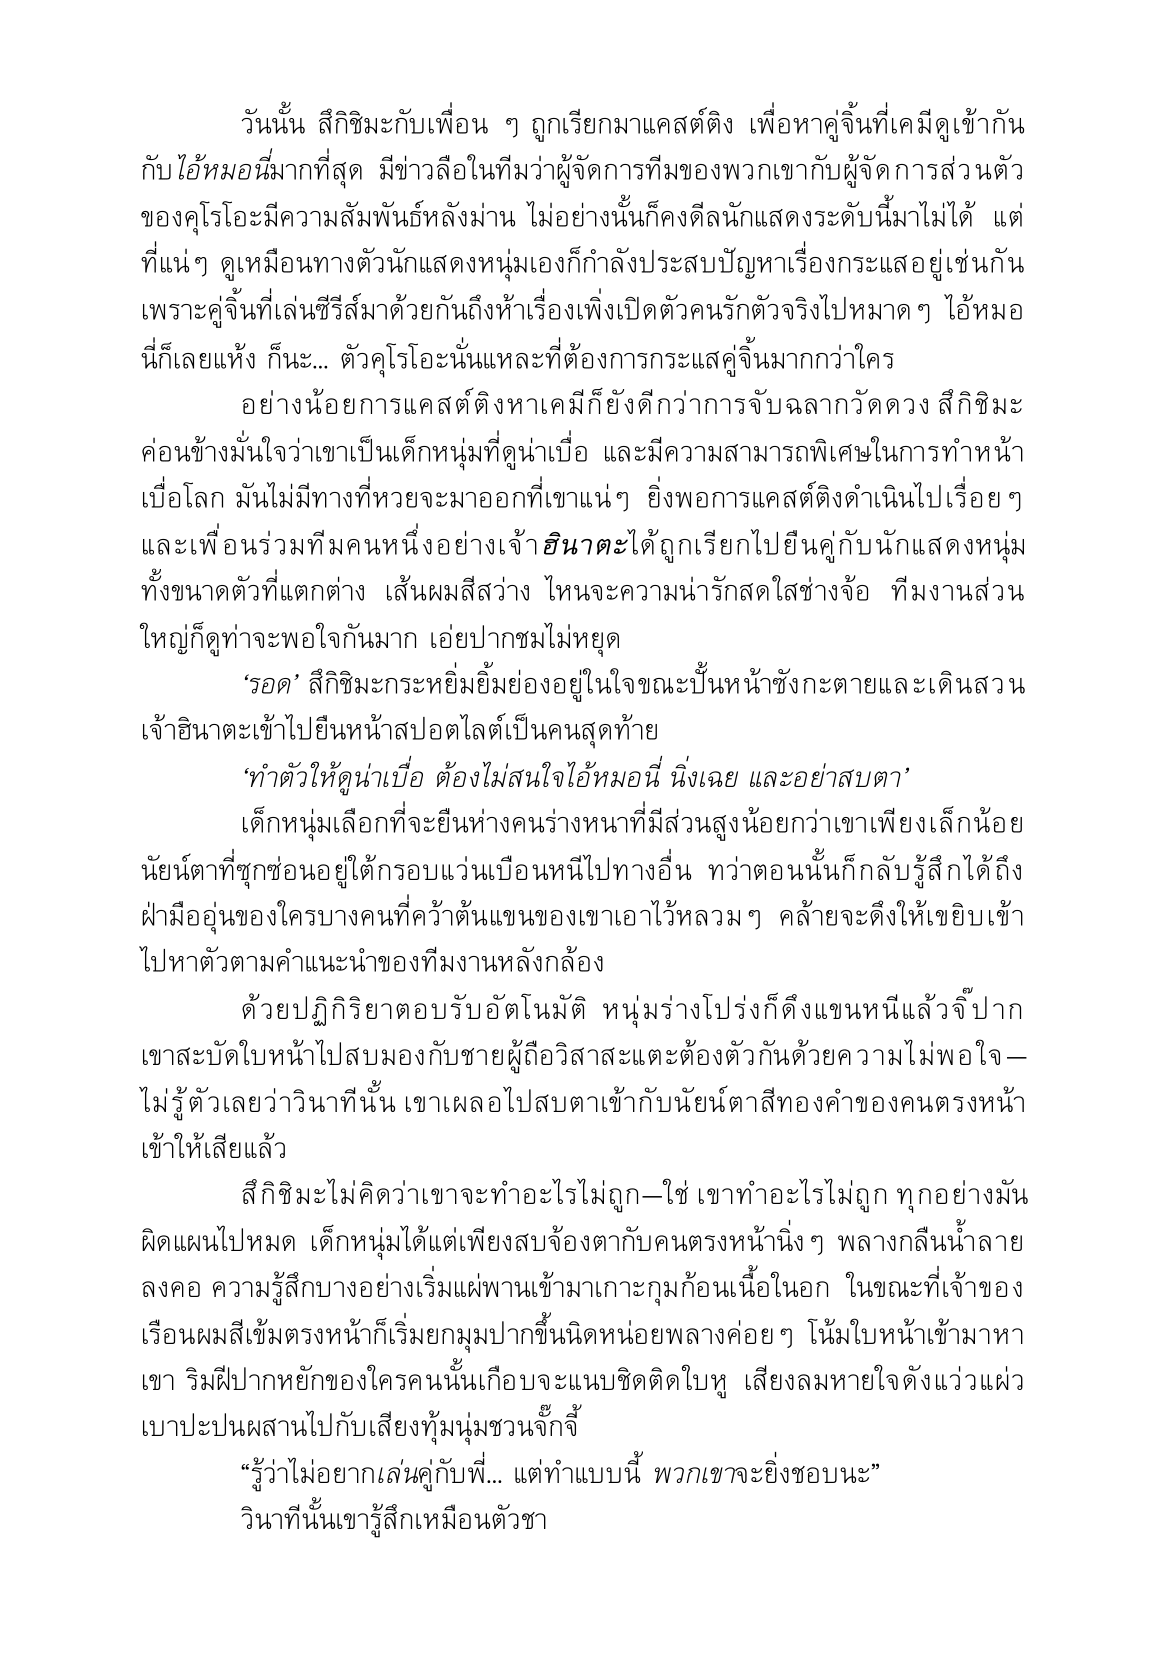 วันนั้น สึกิชิมะกับเพื่อน ๆ ถูกเรียกมาแคสต์ติง เพื่อหาคู่จิ้นที่เคมีดูเข้ากัน
กับไอ้หมอนี่มากที่สุด มีข่าวลือในทีมว่าผู้จัดการทีมของพวกเขากับผู้จัดการส่วนตัว
ของคุโรโอะมีความสัมพันธ์หลังม่าน ไม่อย่างนั้นก็คงดีลนักแสดงระดับนี้มาไม่ได้ แต่
ที่แน่ๆ ดูเหมือนทางตัวนักแสดงหนุ่มเองก็กำลังประสบปัญหาเรื่องกระแสอยู่เช่นกัน
เพราะคู่จิ้นที่เล่นซีรีส์มาด้วยกันถึงห้าเรื่องเพิ่งเปิดตัวคนรักตัวจริงไปหมาดๆ ไอ้หมอ
นี่ก็เลยแห้ง ก็นะ... ตัวคุโรโอะนั่นแหละที่ต้องการกระแสคู่จิ้นมากกว่าใคร
อย่างน้อยการแคสต์ติงหาเคมีก็ยังดีกว่าการจับฉลากวัดดวง สึกิชิมะ
ค่อนข้างมั่นใจว่าเขาเป็นเด็กหนุ่มที่ดูน่าเบื่อ และมีความสามารถพิเศษในการทำหน้า
เบื่อโลก มันไม่มีทางที่หวยจะมาออกที่เขาแน่ๆ ยิ่งพอการแคสต์ติงดำเนินไปเรื่อยๆ
และเพื่อนร่วมทีมคนหนึ่งอย่างเจ้าฮินาตะได้ถูกเรียกไปยืนคู่กับนักแสดงหนุ่ม
ทั้งขนาดตัวที่แตกต่าง เส้นผมสีสว่าง ไหนจะความน่ารักสดใสช่างจ้อ ทีมงานส่วน
ใหญ่ก็ดูท่าจะพอใจกันมาก เอ่ยปากชมไม่หยุด
‘รอด’ สึกิชิมะกระหยิ่มยิ้มย่องอยู่ในใจขณะปั้นหน้าซังกะตายและเดินสวน
เจ้าฮินาตะเข้าไปยืนหน้าสปอตไลต์เป็นคนสุดท้าย
‘ทำตัวให้ดูน่าเบื่อ ต้องไม่สนใจไอ้หมอนี่ นิ่งเฉย และอย่าสบตา’
เด็กหนุ่มเลือกที่จะยืนห่างคนร่างหนาที่มีส่วนสูงน้อยกว่าเขาเพียงเล็กน้อย
นัยน์ตาที่ซุกซ่อนอยู่ใต้กรอบแว่นเบือนหนีไปทางอื่น ทว่าตอนนั้นก็กลับรู้สึกได้ถึง
ฝ่ามืออุ่นของใครบางคนที่คว้าต้นแขนของเขาเอาไว้หลวมๆ คล้ายจะดึงให้เขยิบเข้า
ไปหาตัวตามคำแนะนำของทีมงานหลังกล้อง
ด้วยปฏิกิริยาตอบรับอัตโนมัติ หนุ่มร่างโปร่งก็ดึงแขนหนีแล้วจิ๊ปาก
เขาสะบัดใบหน้าไปสบมองกับชายผู้ถือวิสาสะแตะต้องตัวกันด้วยความไม่พอใจ—
ไม่รู้ตัวเลยว่าวินาทีนั้น เขาเผลอไปสบตาเข้ากับนัยน์ตาสีทองคำของคนตรงหน้า
เข้าให้เสียแล้ว
สึกิชิมะไม่คิดว่าเขาจะทำอะไรไม่ถูก—ใช่ เขาทำอะไรไม่ถูก ทุกอย่างมัน
ผิดแผนไปหมด เด็กหนุ่มได้แต่เพียงสบจ้องตากับคนตรงหน้านิ่งๆ พลางกลืนน้ำลาย
ลงคอ ความรู้สึกบางอย่างเริ่มแผ่พานเข้ามาเกาะกุมก้อนเนื้อในอก ในขณะที่เจ้าของ
เรือนผมสีเข้มตรงหน้าก็เริ่มยกมุมปากขึ้นนิดหน่อยพลางค่อยๆ โน้มใบหน้าเข้ามาหา
เขา ริมฝีปากหยักของใครคนนั้นเกือบจะแนบชิดติดใบหู เสียงลมหายใจดังแว่วแผ่ว
เบาปะปนผสานไปกับเสียงทุ้มนุ่มชวนจั๊กจี้
“รู้ว่าไม่อยากเล่นคู่กับพี่... แต่ทำแบบนี้ พวกเขาจะยิ่งชอบนะ”
วินาทีนั้นเขารู้สึกเหมือนตัวชา